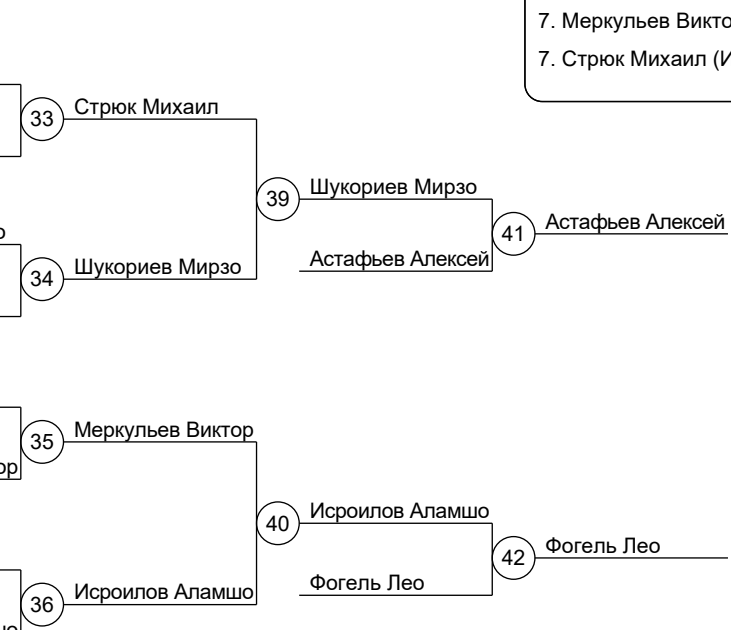 7. Меркульев
7. Стрюк Михаил
33 Стрюк Михаил
39 Шукориев Мирзо
41 Астафьев Алексей
Астафьев Алексей
34 Шукориев Мирзо
35 Меркульев Виктор
40 Исроилов Аламшо
42 Фогель Лео
Фогель Лео
36 Исроилов Аламшо